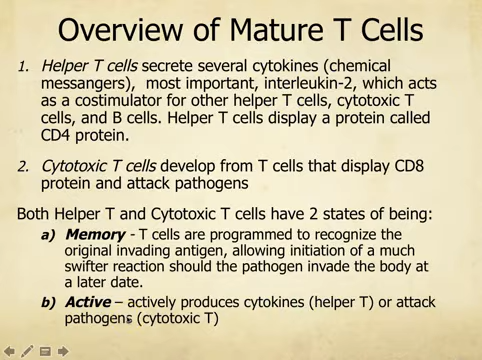 Overview of Mature T Cells
1. Helper T cells secrete several cytokines (chemical
messangers), most important, interleukin-2, which acts
as a costimulator for other helper T cells, cytotoxic T
cells, and B cells. Helper T cells display a protein called
CD4 protein.
2. Cytotoxic T cells develop from T cells that display CD8
protein and attack pathogens
Both Helper T and Cytotoxic T cells have 2 states of being:
a) Memory - T cells are programmed to recognize the
original invading antigen, allowing initiation of a much
swifter reaction should the pathogen invade the body at
a later date.
b) Active – actively produces cytokines (helper T) or attack
pathogens (cytotoxic T)